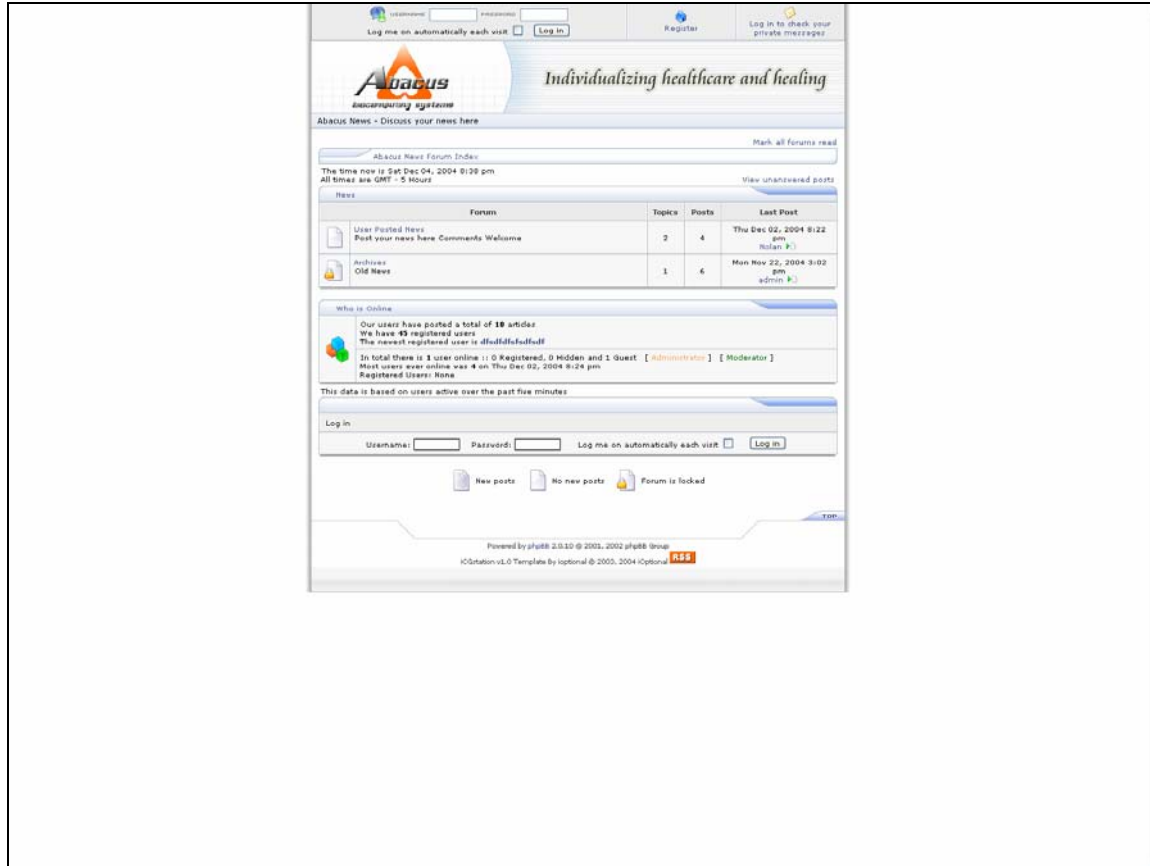 USERNAME PASSWORD
Log me on automatically each visit Log in
Register
Log in to check your
private messages
Abacus
biocomputing systems
Individualizing healthcare and healing
Abacus News - Discuss your news here
Mark all forums read
Abacus News Forum Index
The time now is Sat Dec 04, 2004 8:38 pm
All times are GMT - 5 Hours
View unanswered posts
News
Forum Topics Posts Last Post
User Posted News
Post your news here Comments Welcome
2 4
Thu Dec 02, 2004 8:22
pm
Nolan
Archives
Old News
1 6
Mon Nov 22, 2004 3:02
pm
admin
Who is Online
Our users have posted a total of 10 articles
We have 45 registered users
The newest registered user is
In total there is 1 user online :: 0 Registered, 0 Hidden and 1 Guest [ Administrator ] [ Moderator ]
Most users ever online was 4 on Thu Dec 02, 2004 8:24 pm
Registered Users: None
This data is based on users active over the past five minutes
Log in
Username: Password: Log me on automatically each visit Log in
New posts No new posts Forum is locked
TOP
Powered by phpBB 2.0.10 © 2001, 2002 phpBB Group
v1.0 Template By ioptional © 2003, 2004 iOptional RSS